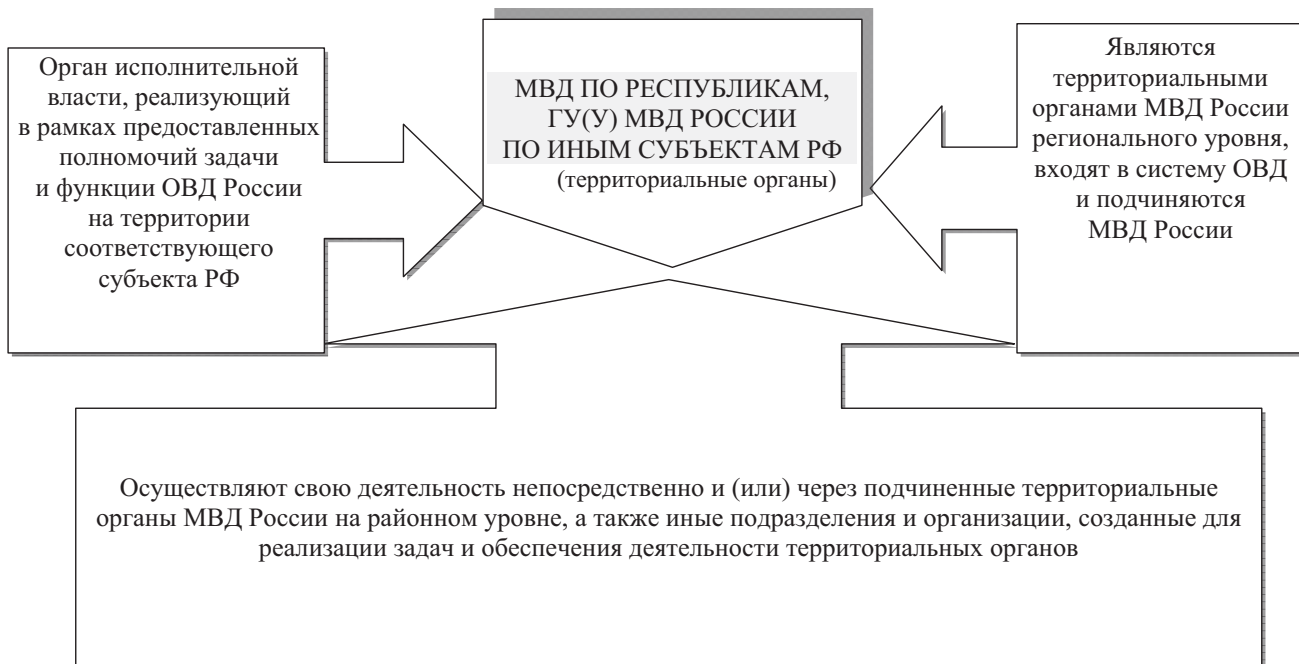 Орган исполнительной
власти, реализующий
в рамках предоставленных
полномочий задачи
и функции ОВД России
на территории
соответствующего
субъекта РФ
МВД ПО РЕСПУБЛИКАМ,
ГУ(У) МВД РОССИИ
ПО ИНЫМ СУБЪЕКТАМ РФ
(территориальные органы)
Являются
территориальными
органами МВД России
регионального уровня,
входят в систему ОВД
и подчиняются
МВД России
Осуществляют свою деятельность непосредственно и (или) через подчиненные территориальные
органы МВД России на районном уровне, а также иные подразделения и организации, созданные для
реализации задач и обеспечения деятельности территориальных органов